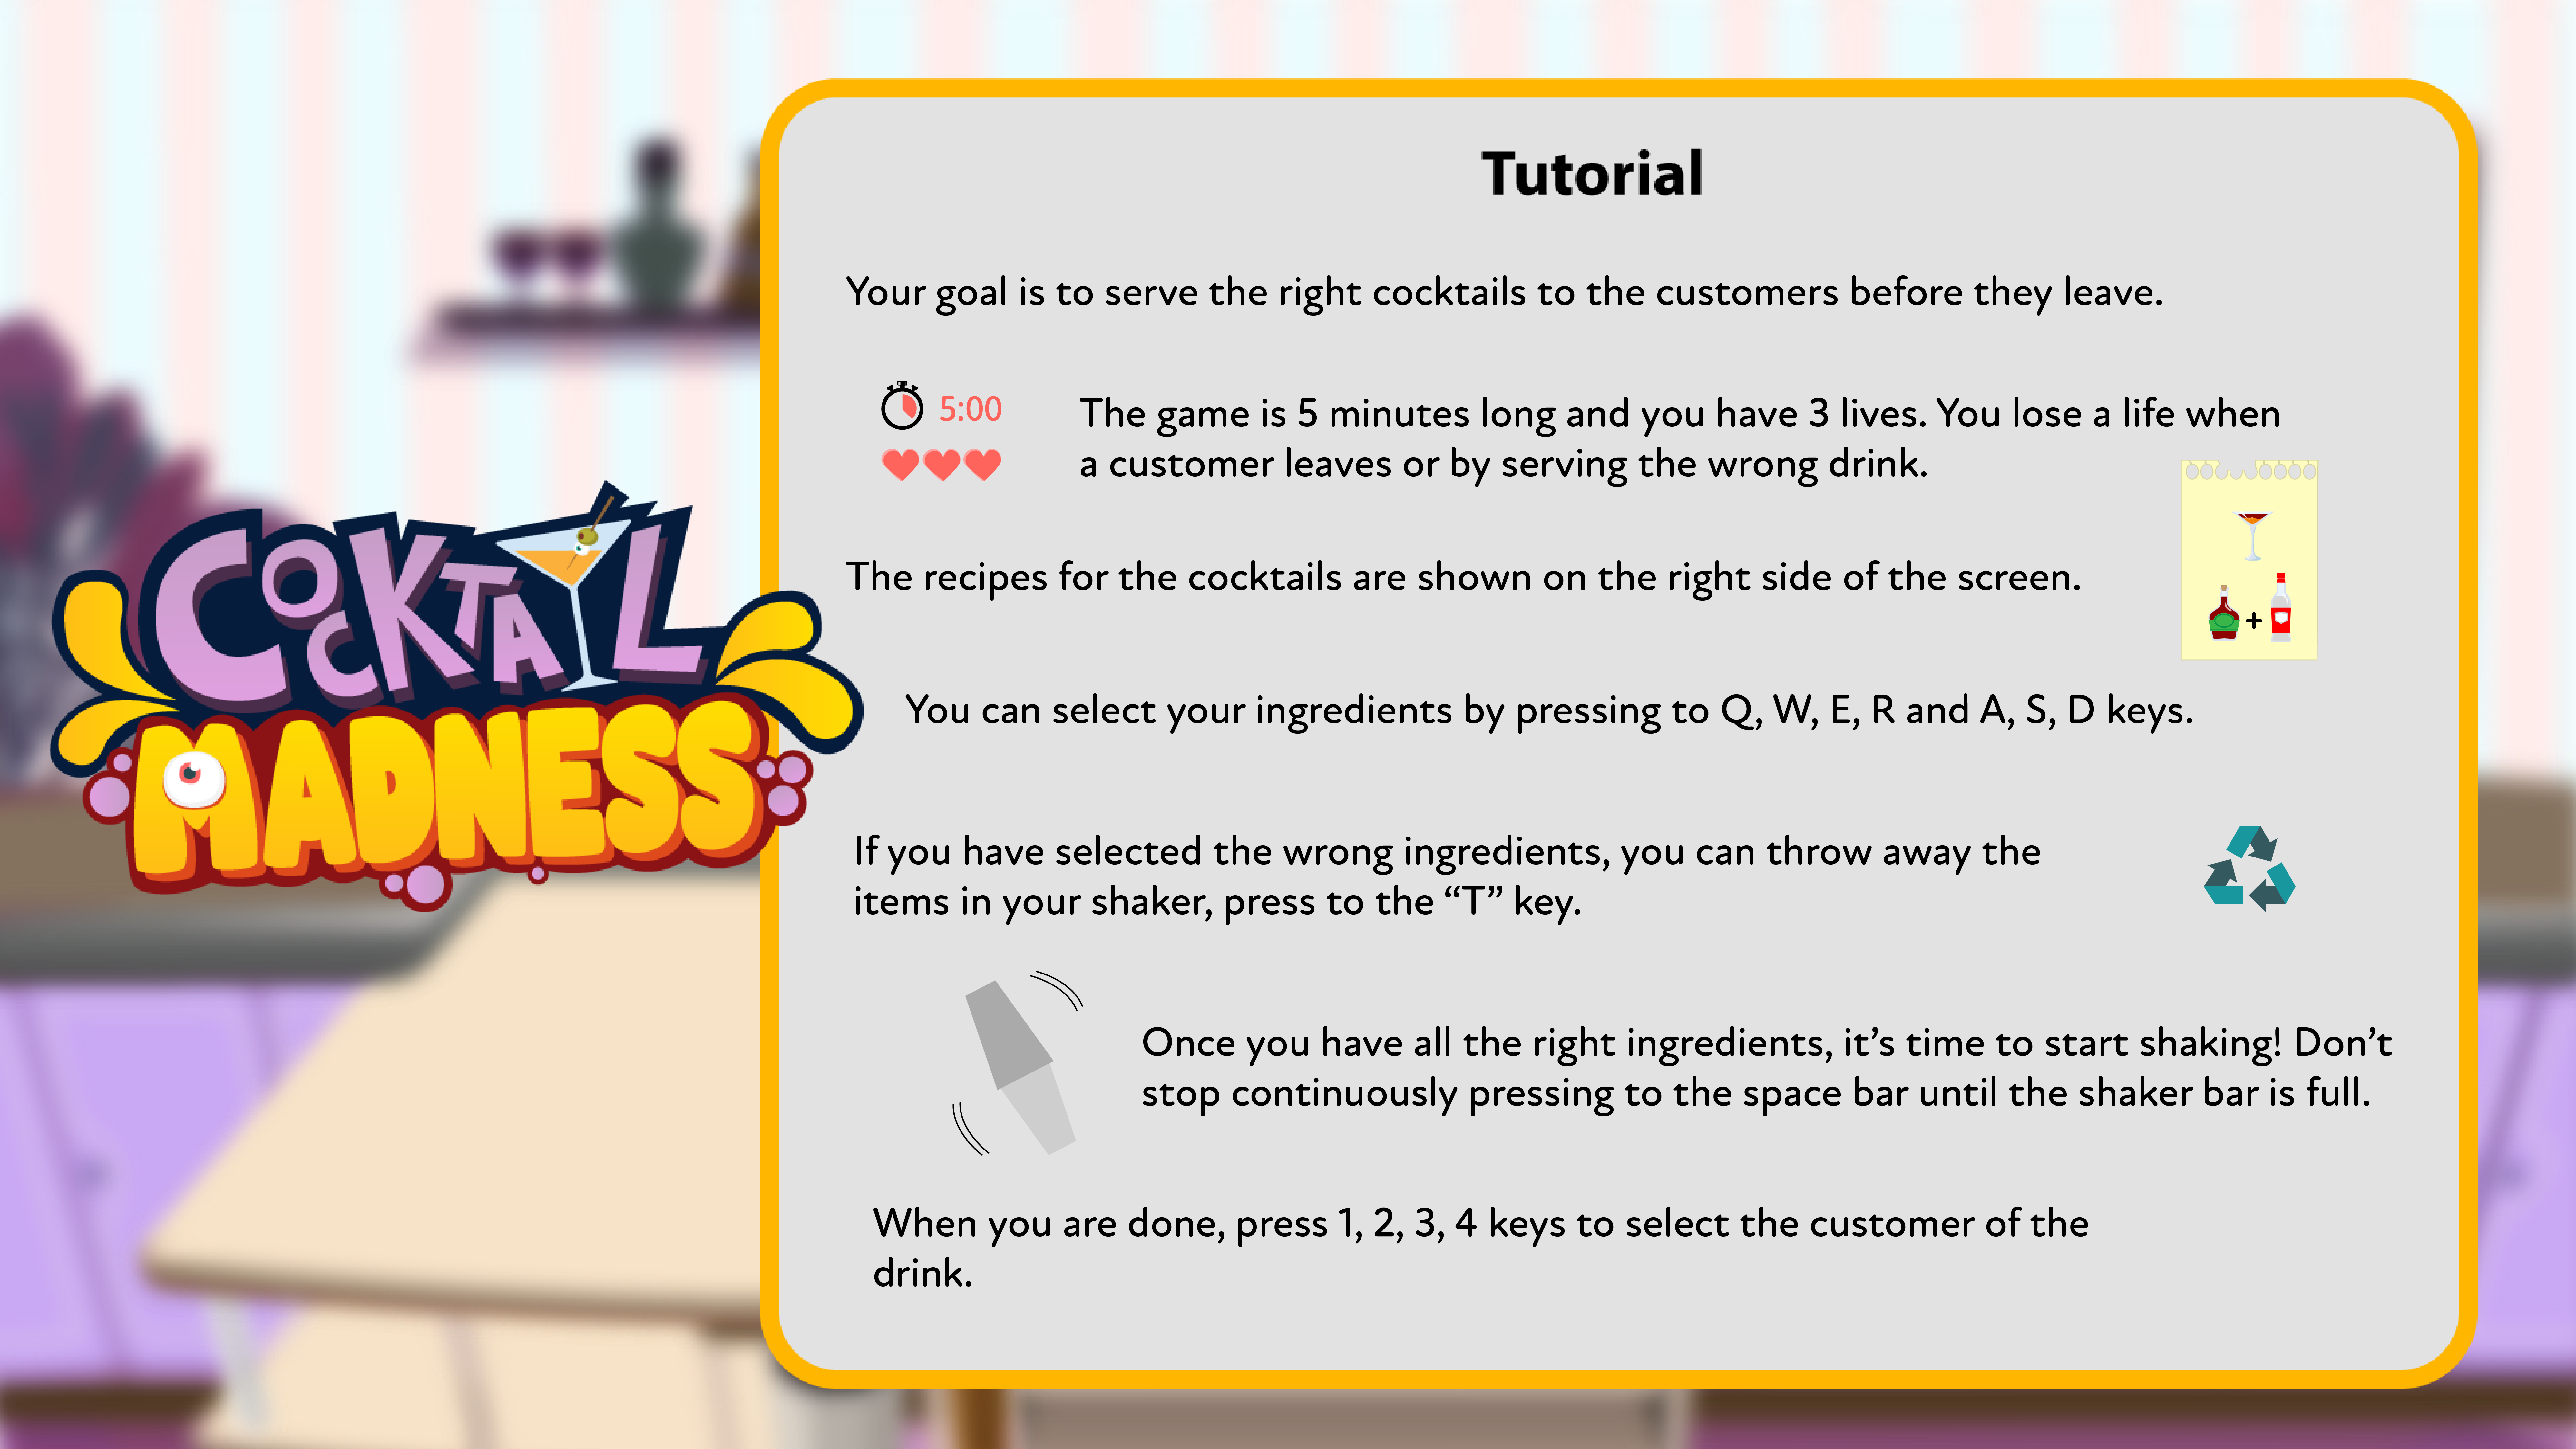 COCKTAIL
MADNESS
Tutorial
Your goal is to serve the right cocktails to the customers before they leave.
5:00
The game is 5 minutes long and you have 3 lives. You lose a life when
a customer leaves or by serving the wrong drink.
The recipes for the cocktails are shown on the right side of the screen.
+
You can select your ingredients by pressing to Q, W, E, R and A, S, D keys.
If you have selected the wrong ingredients, you can throw away the
items in your shaker, press to the “T” key.
Once you have all the right ingredients, it’s time to start shaking! Don’t
stop continuously pressing to the space bar until the shaker bar is full.
When you are done, press 1, 2, 3, 4 keys to select the customer of the
drink.